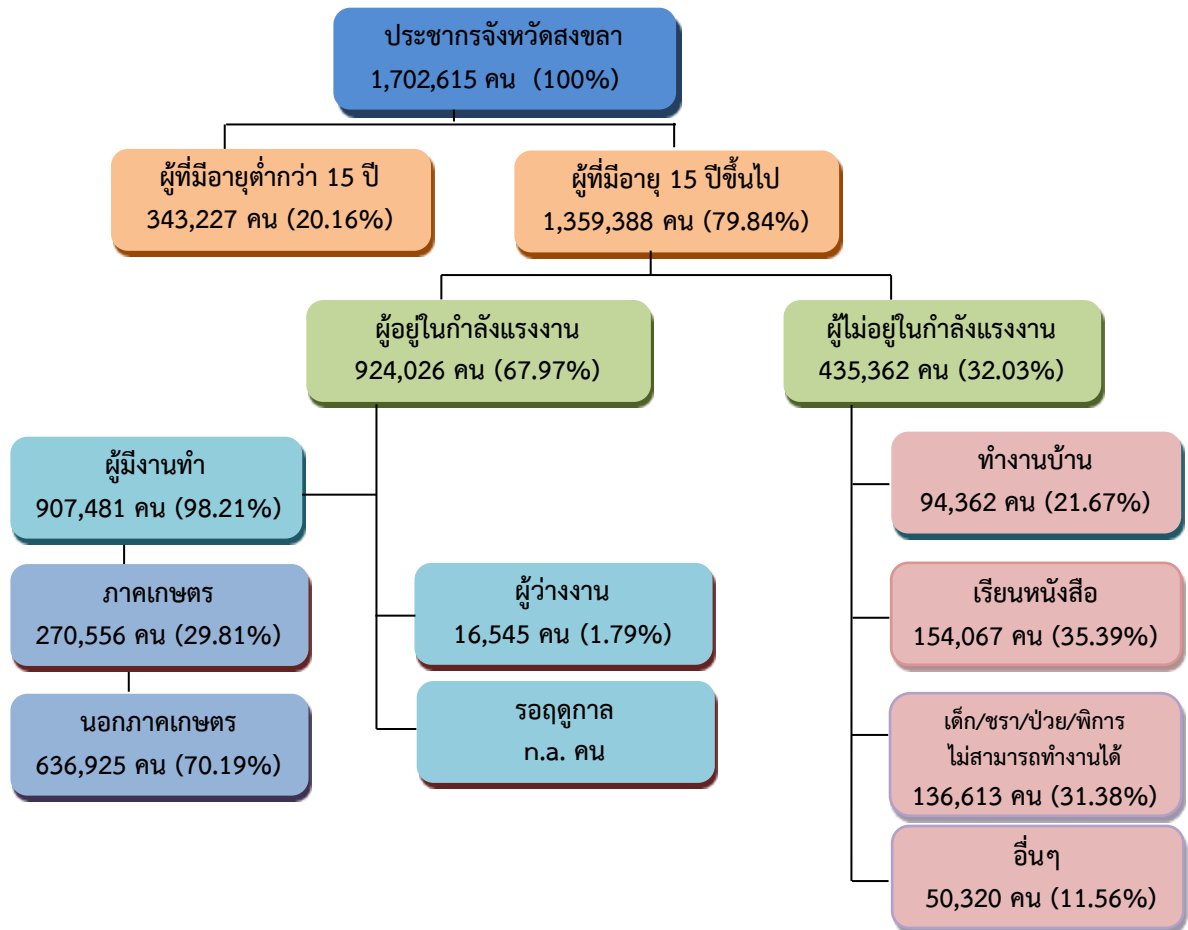 ประชากรจังหวัดสงขลา
1,702,615 คน (100%)
ผู้ที่มีอายุต่ำกว่า 15 ปี
343,227 คน (20.16%)
ผู้ที่มีอายุ 15 ปีขึ้นไป
1,359,388 คน (79.84%)
ผู้อยู่ในกำลังแรงงาน
924,026 คน (67.97%)
ผู้ไม่อยู่ในกำลังแรงงาน
435,362 คน (32.03%)
ผู้มีงานทำ
907,481 คน (98.21%)
ภาคเกษตร
270,556 คน (29.81%)
นอกภาคเกษตร
636,925 คน (70.19%)
ผู้ว่างงาน
16,545 คน (1.79%)
รอฤดูกาล
n.a. คน
ทำงานบ้าน
94,362 คน (21.67%)
เรียนหนังสือ
154,067 คน (35.39%)
เด็ก/ชรา/ป่วย/พิการ
ไม่สามารถทำงานได้
136,613 คน (31.38%)
อื่นๆ
50,320 คน (11.56%)